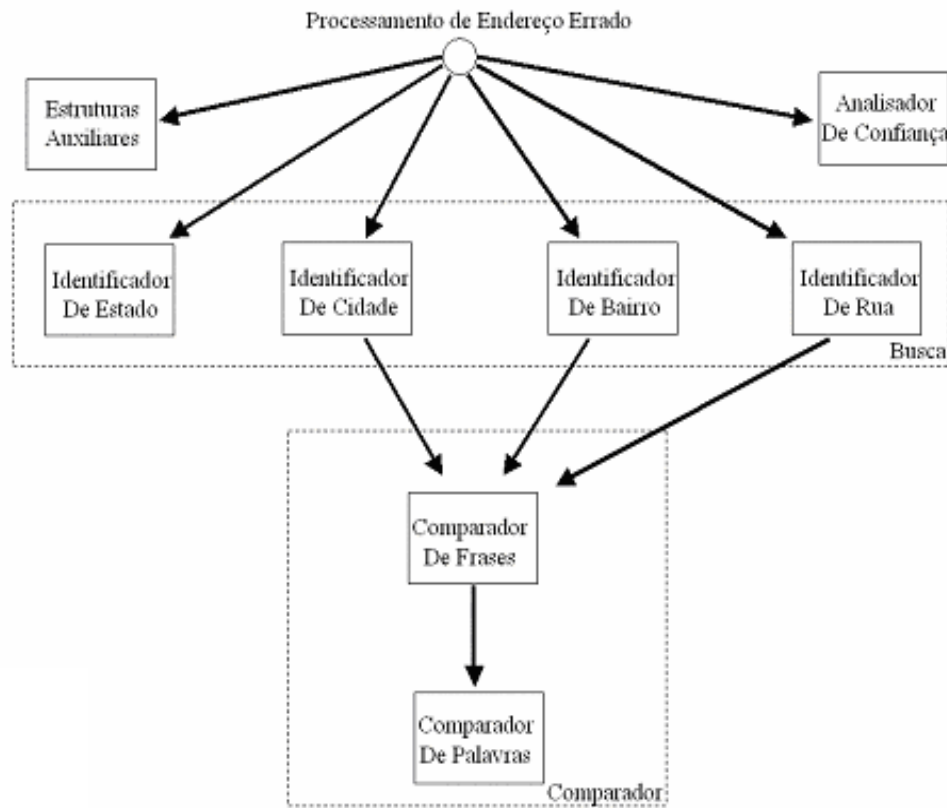 Processamento de Endereço Errado
Estruturas
Auxiliares
Analisador
De Confiança
Identificador
De Estado
Identificador
De Cidade
Identificador
De Bairro
Identificador
De Rua
Busca
Comparador
De Frases
Comparador
De Palavras
Comparador